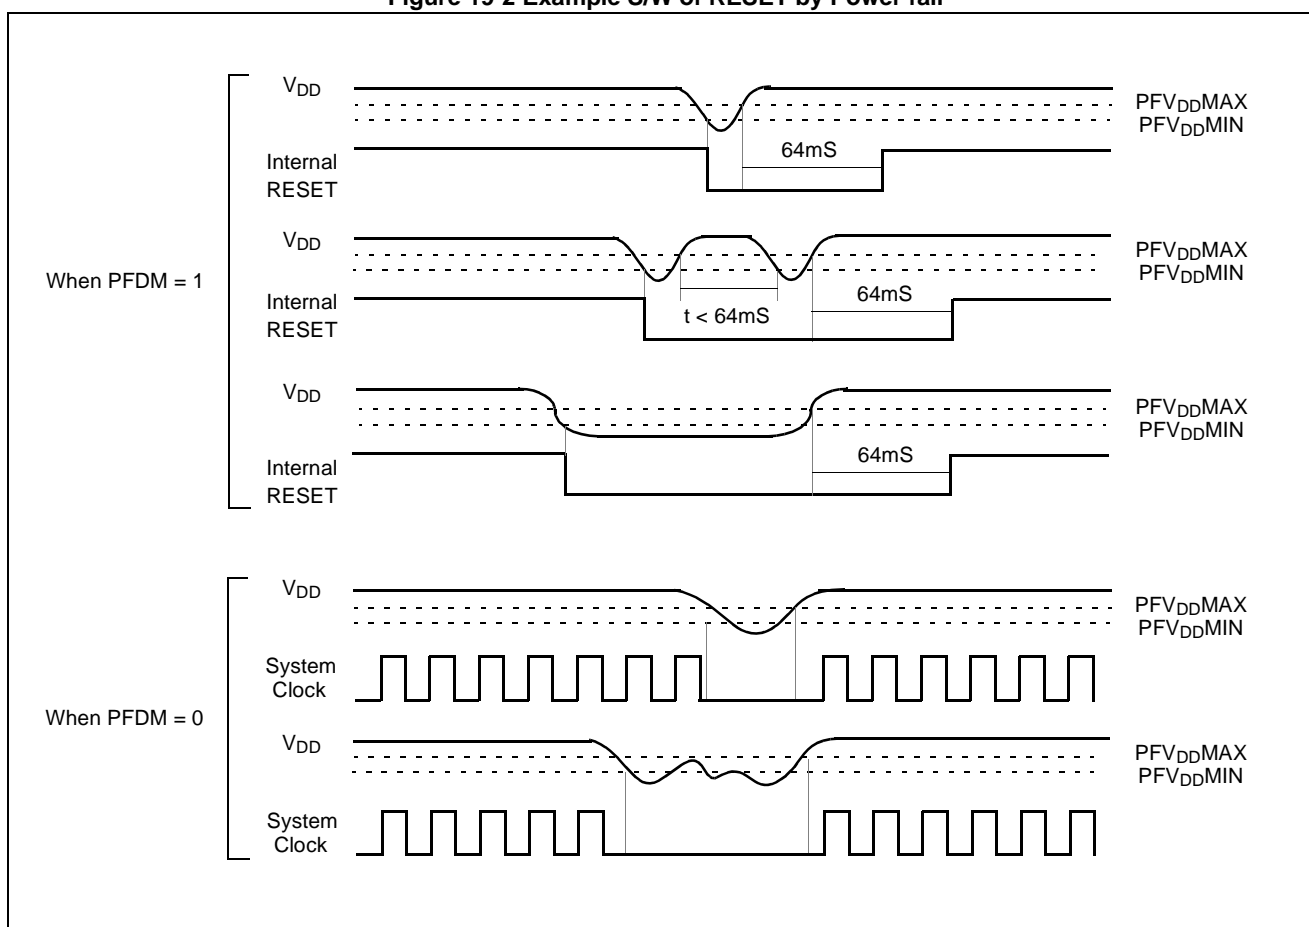 Figure 19-2 Example S/W of RESET by Power fail
When PFDM = 1
VDD
PFVDDMAX
PFVDDMIN
64mS
Internal
RESET
VDD
PFVDDMAX
PFVDDMIN
64mS
t < 64mS
Internal
RESET
VDD
PFVDDMAX
PFVDDMIN
64mS
Internal
RESET
When PFDM = 0
VDD
PFVDDMAX
PFVDDMIN
System
Clock
VDD
PFVDDMAX
PFVDDMIN
System
Clock